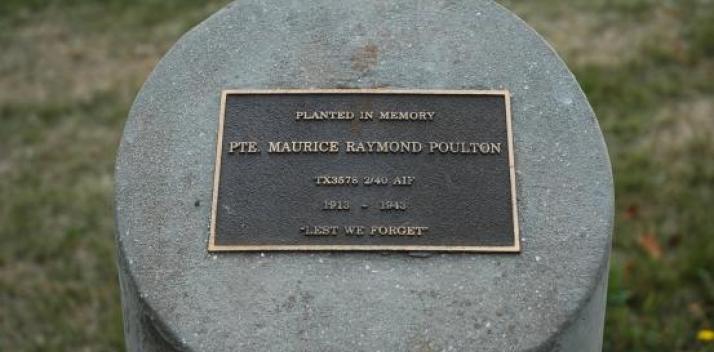 PLANTED IN MEMORY
PTE. MAURICE RAYMOND POULTON
TX3578 2/40 AIF
1913 - 1943
"LEST WE FORGET"